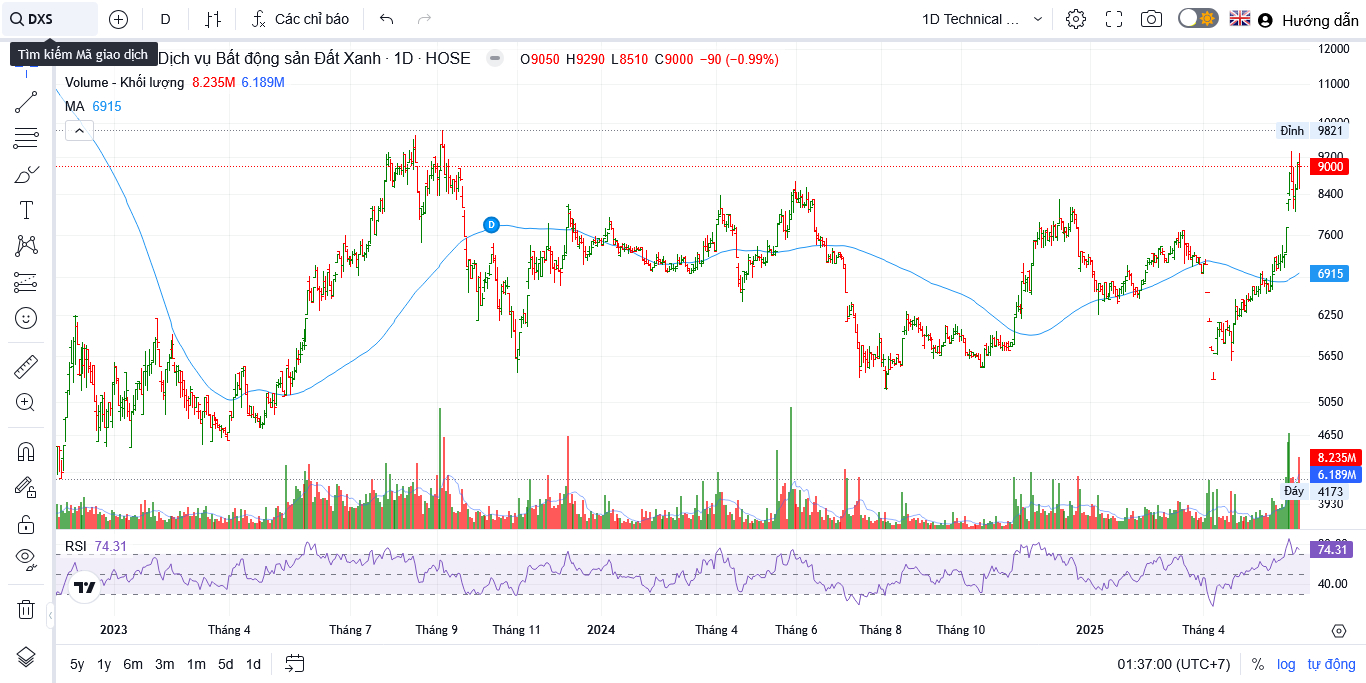 DXS
D
Các chỉ báo
1D Technical ...
Hướng dẫn
Tìm kiếm Mã giao dịch
Dịch vụ Bất động sản Đất Xanh · 1D · HOSE
O9050 H9290 L8510 C9000 −90 (−0.99%)
Volume - Khối lượng 8.235M 6.189M
MA 6915
12000
11000
10000
Đỉnh 9821
9200
9000
8400
D
7600
6915
6250
5650
5050
4650
8.235M
6.189M
Đáy 4173
3930
RSI 74.31
74.31
40.00
2023
Tháng 4
Tháng 7
Tháng 9
Tháng 11
2024
Tháng 4
Tháng 6
Tháng 8
Tháng 10
2025
Tháng 4
5y 1y 6m 3m 1m 5d 1d
01:37:00 (UTC+7)
%
log
tự động